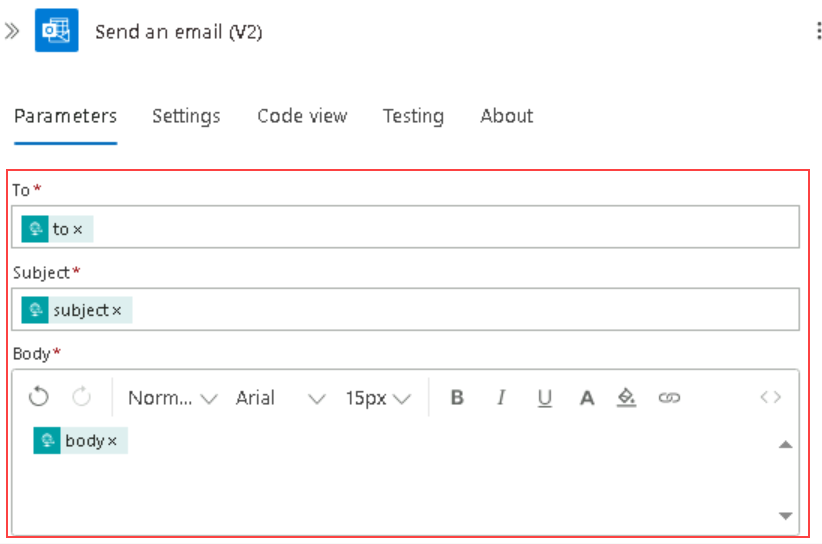 Send an email (V2)
Parameters Settings Code view Testing About
To*
to ×
Subject*
subject ×
Body*
Norm... Arial 15px B I U A
body ×